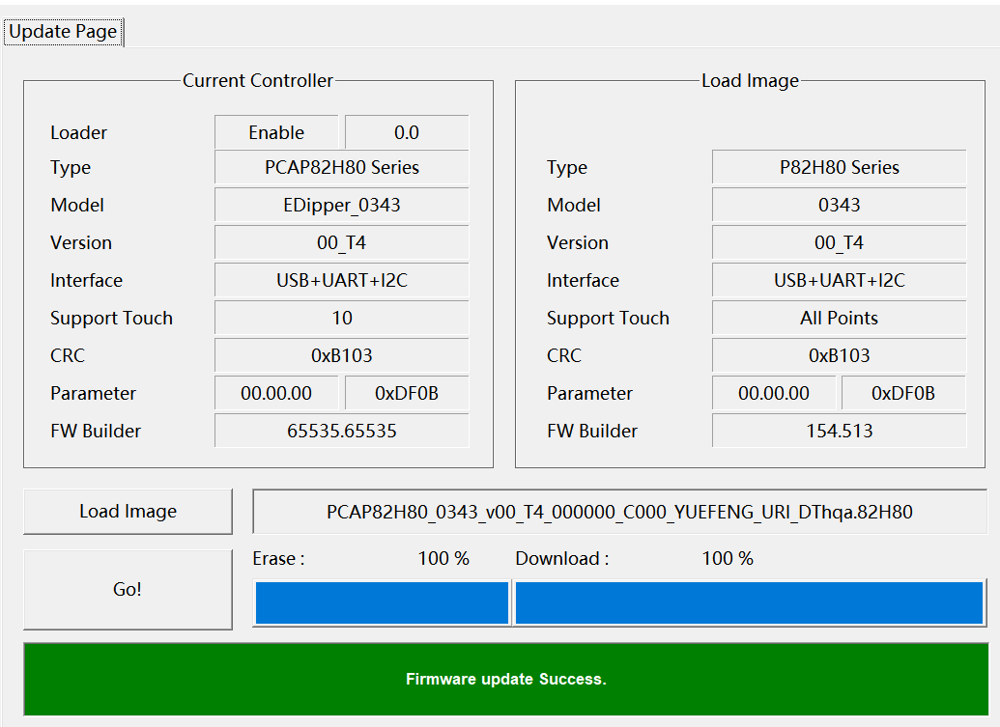 Update Page
Current Controller
Loader Enable 0.0
Type PCAP82H80 Series
Model EDipper_0343
Version 00_T4
Interface USB+UART+I2C
Support Touch 10
CRC 0xB103
Parameter 00.00.00 0xDF0B
FW Builder 65535.65535
Load Image
Type P82H80 Series
Model 0343
Version 00_T4
Interface USB+UART+I2C
Support Touch All Points
CRC 0xB103
Parameter 00.00.00 0xDF0B
FW Builder 154.513
Load Image PCAP82H80_0343_v00_T4_000000_C000_YUEFENG_URI_DThqa.82H80
Erase : 100 % Download : 100 %
Go!
Firmware update Success.